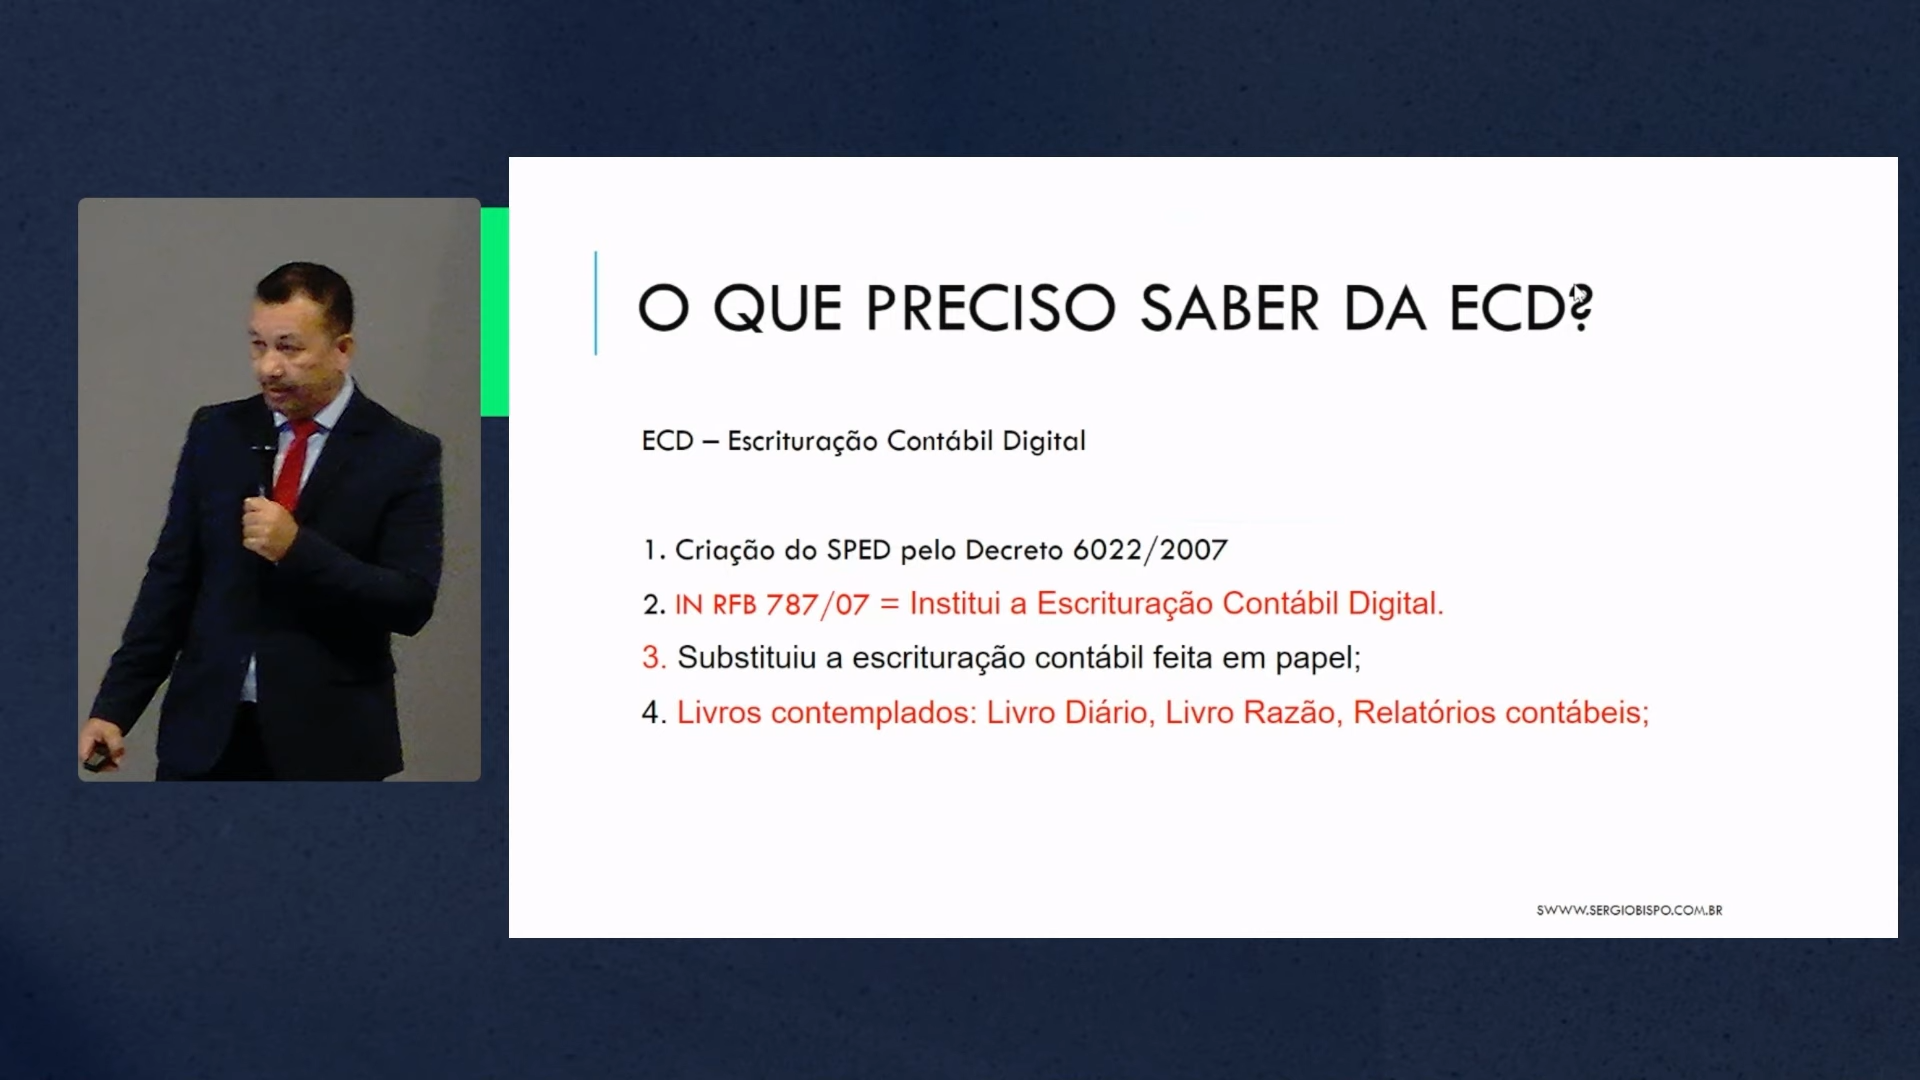 O QUE PRECISO SABER DA ECD?
ECD – Escrituração Contábil Digital
1. Criação do SPED pelo Decreto 6022/2007
2. IN RFB 787/07 = Institui a Escrituração Contábil Digital.
3. Substituiu a escrituração contábil feita em papel;
4. Livros contemplados: Livro Diário, Livro Razão, Relatórios contábeis;
SWWW.SERGIOBISPO.COM.BR